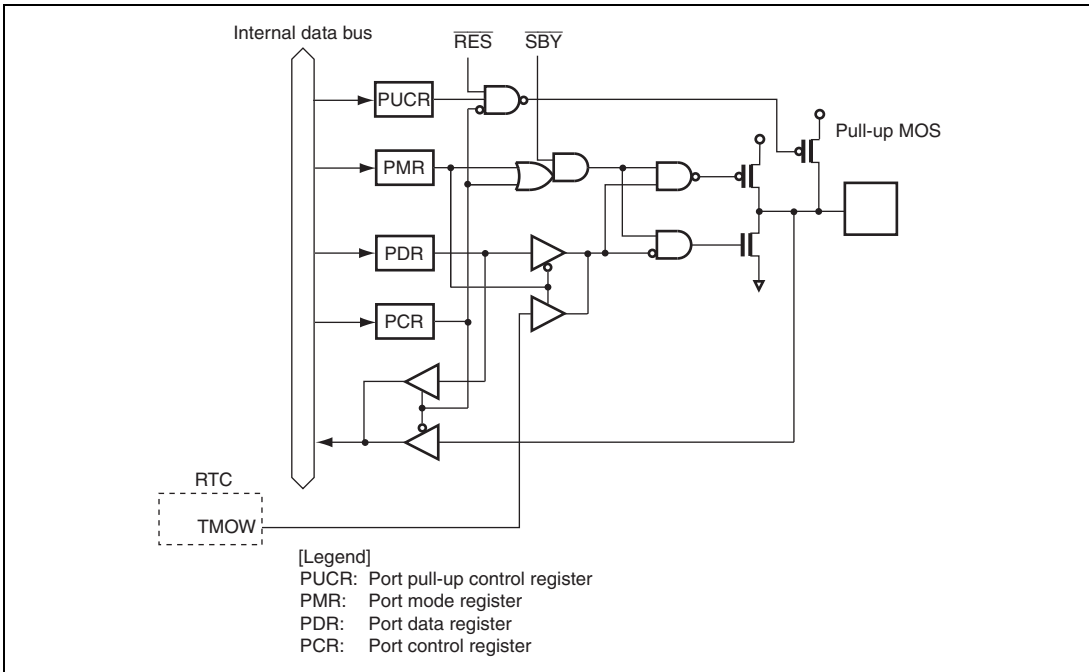 Internal data bus
RES
SBY
PUCR
Pull-up MOS
PMR
PDR
PCR
RTC
TMOW
[Legend]
PUCR: Port pull-up control register
PMR: Port mode register
PDR: Port data register
PCR: Port control register